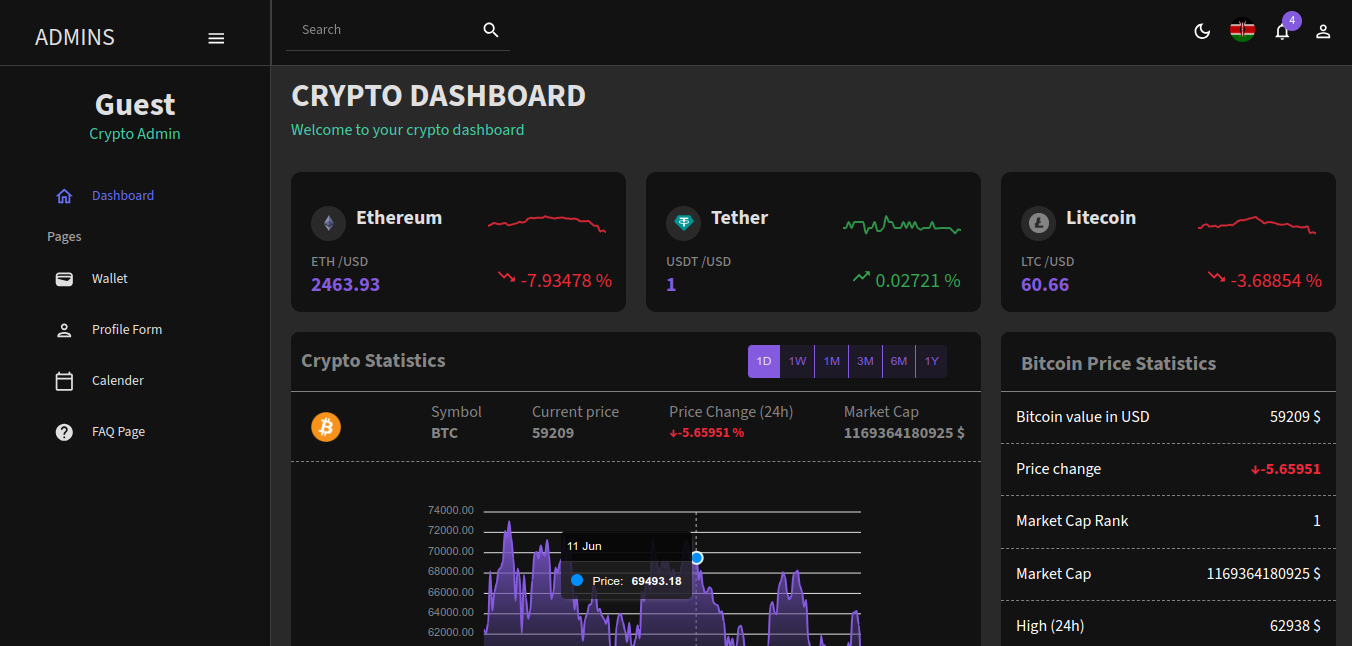 ADMINS
Search
4
Guest
Crypto Admin
Dashboard
Pages
Wallet
Profile Form
Calender
FAQ Page
CRYPTO DASHBOARD
Welcome to your crypto dashboard
Ethereum
ETH /USD
2463.93
-7.93478 %
Tether
USDT /USD
1
0.02721 %
Litecoin
LTC /USD
60.66
-3.68854 %
Crypto Statistics
1D 1W 1M 3M 6M 1Y
Symbol Current price Price Change (24h) Market Cap
BTC 59209 ↓-5.65951 % 1169364180925 $
74000.00
72000.00
70000.00
68000.00
66000.00
64000.00
62000.00
11 Jun
Price: 69493.18
Bitcoin Price Statistics
Bitcoin value in USD 59209 $
Price change ↓-5.65951
Market Cap Rank 1
Market Cap 1169364180925 $
High (24h) 62938 $